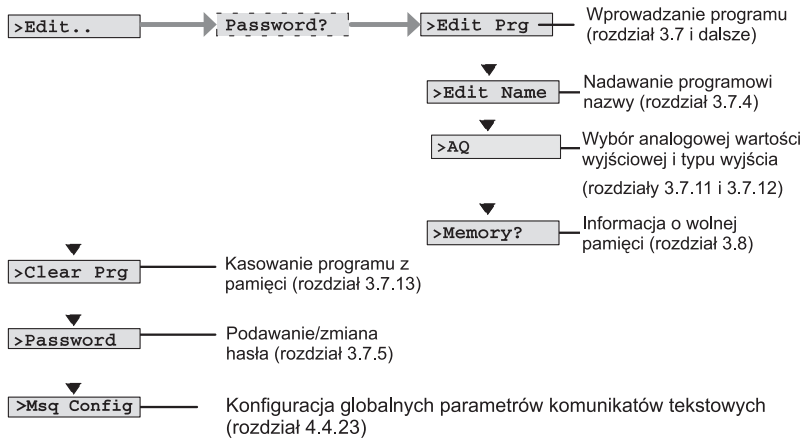 >Edit..
Password?
>Edit Prg
Wprowadzanie programu
(rozdział 3.7 i dalsze)
>Edit Name
Nadawanie programowi
nazwy (rozdział 3.7.4)
>AQ
Wybór analogowej wartości
wyjściowej i typu wyjścia
(rozdziały 3.7.11 i 3.7.12)
>Memory?
Informacja o wolnej
pamięci (rozdział 3.8)
>Clear Prg
Kasowanie programu z
pamięci (rozdział 3.7.13)
>Password
Podawanie/zmiana
hasła (rozdział 3.7.5)
>Msq Config
Konfiguracja globalnych parametrów komunikatów tekstowych
(rozdział 4.4.23)